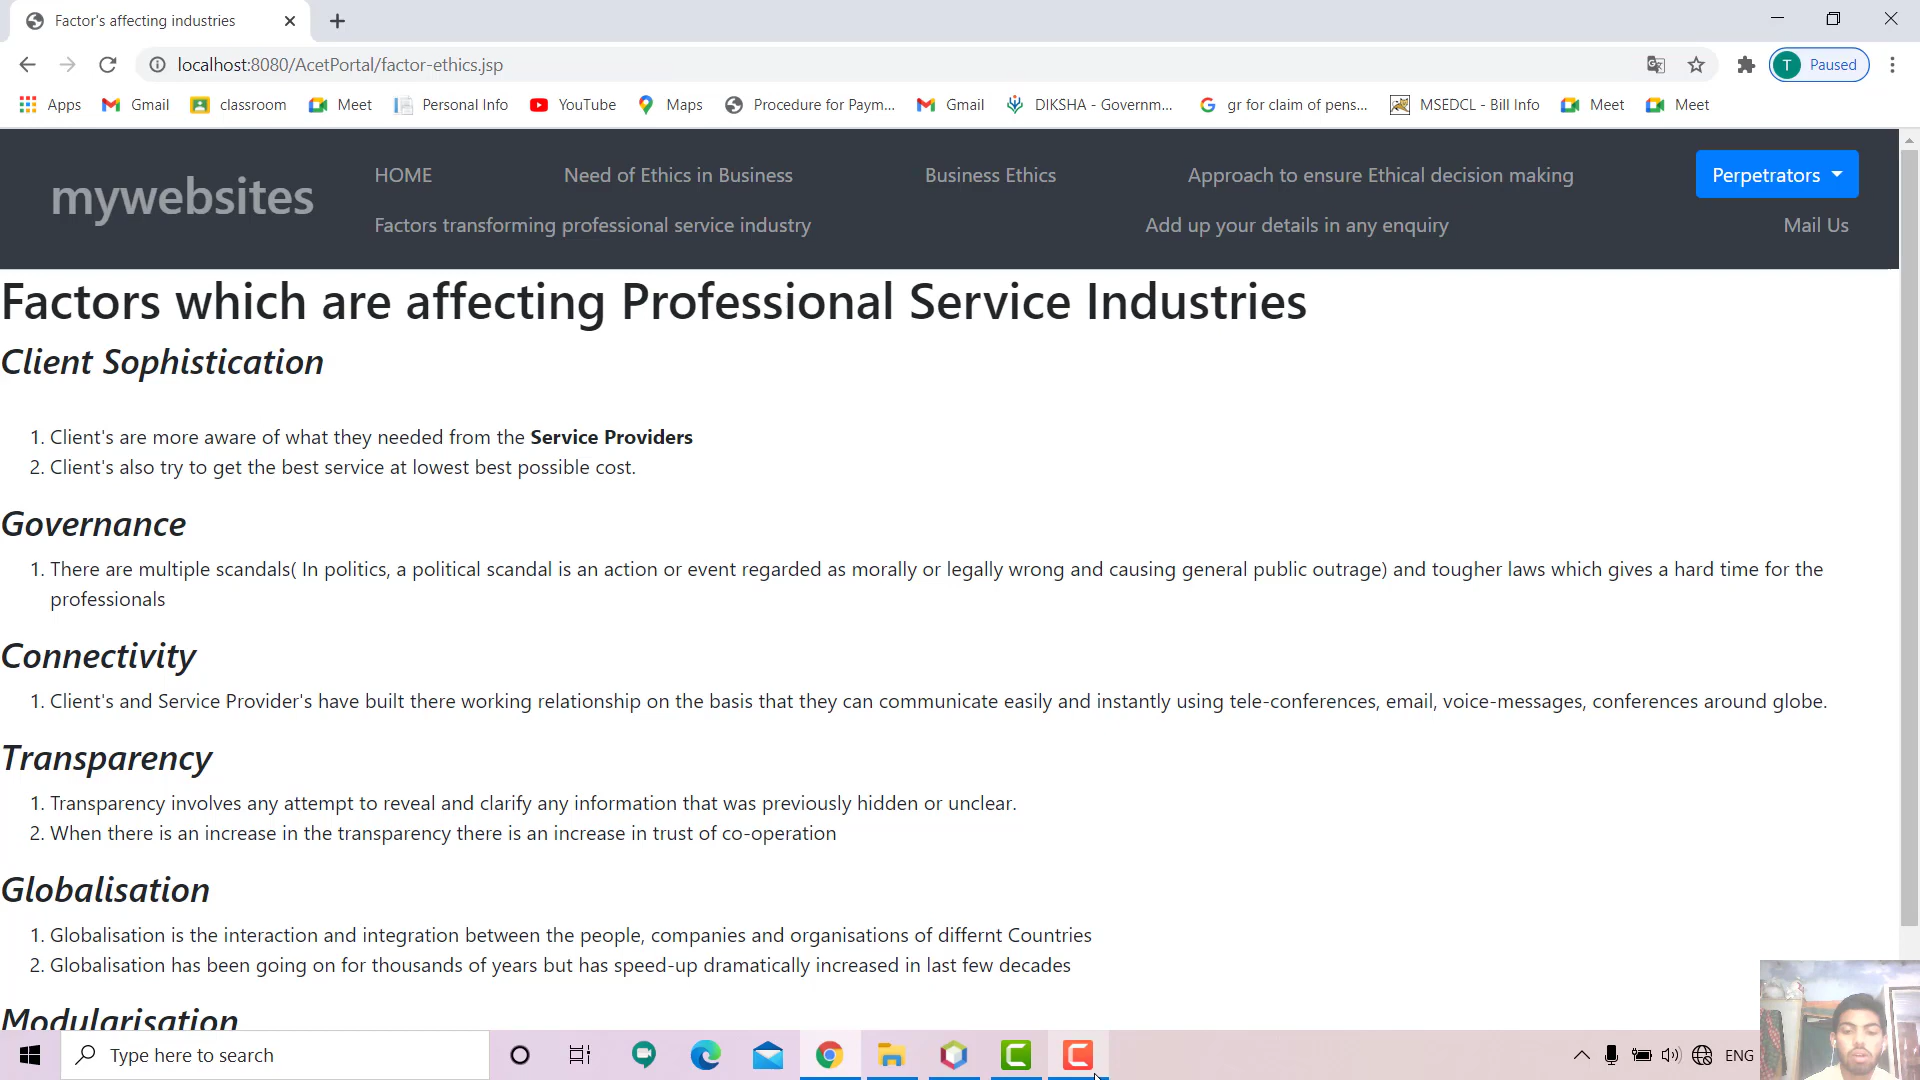 Factor's affecting industries
localhost:8080/AcetPortal/factor-ethics.jsp
T Paused
Apps Gmail classroom Meet Personal Info YouTube Maps Procedure for Paym... Gmail DIKSHA - Governm... gr for claim of pens... MSEDCL - Bill Info Meet Meet
mywebsites
HOME Need of Ethics in Business Business Ethics Approach to ensure Ethical decision making Perpetrators
Factors transforming professional service industry Add up your details in any enquiry Mail Us
Factors which are affecting Professional Service Industries
Client Sophistication
1. Client's are more aware of what they needed from the Service Providers
2. Client's also try to get the best service at lowest best possible cost.
Governance
1. There are multiple scandals( In politics, a political scandal is an action or event regarded as morally or legally wrong and causing general public outrage) and tougher laws which gives a hard time for the
professionals
Connectivity
1. Client's and Service Provider's have built there working relationship on the basis that they can communicate easily and instantly using tele-conferences, email, voice-messages, conferences around globe.
Transparency
1. Transparency involves any attempt to reveal and clarify any information that was previously hidden or unclear.
2. When there is an increase in the transparency there is an increase in trust of co-operation
Globalisation
1. Globalisation is the interaction and integration between the people, companies and organisations of differnt Countries
2. Globalisation has been going on for thousands of years but has speed-up dramatically increased in last few decades
Modularisation
Type here to search
ENG